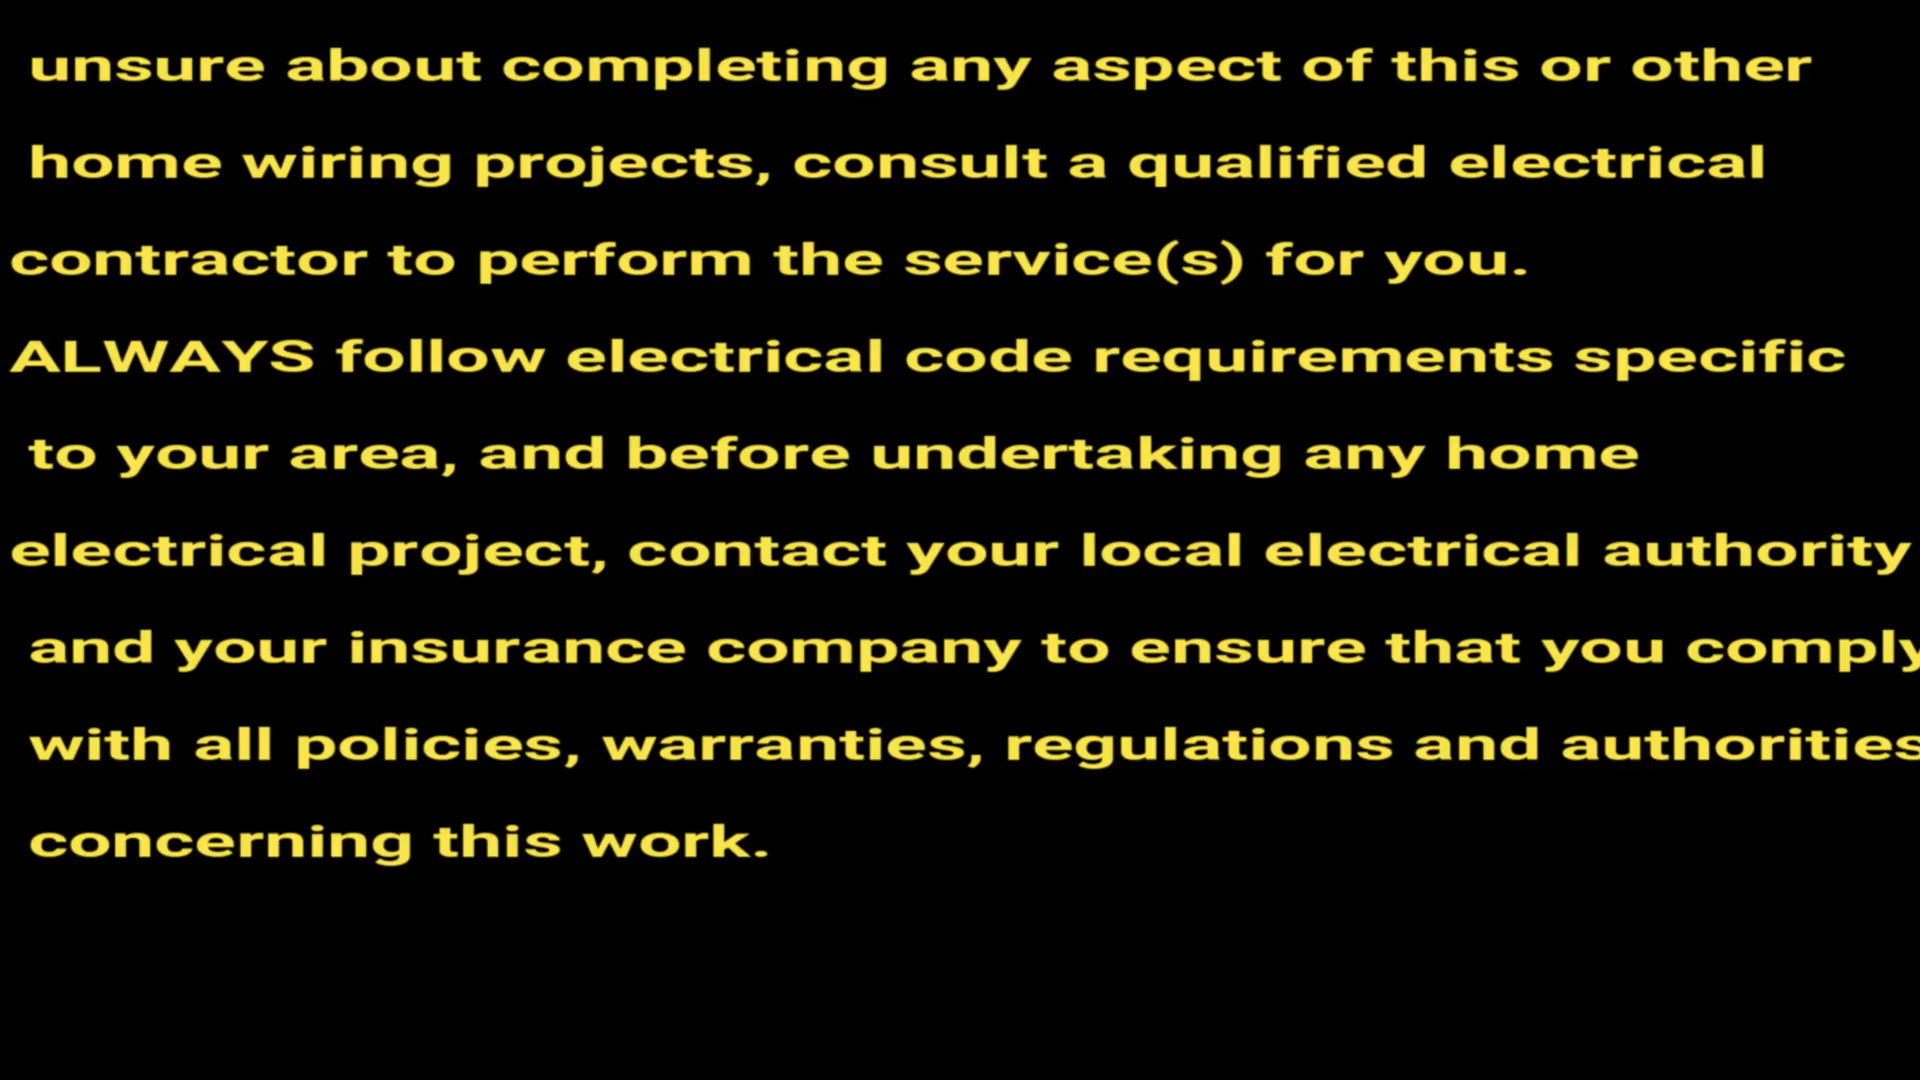 unsure about completing any aspect of this or other
home wiring projects, consult a qualified electrical
contractor to perform the service(s) for you.
ALWAYS follow electrical code requirements specific
to your area, and before undertaking any home
electrical project, contact your local electrical authority
and your insurance company to ensure that you comply
with all policies, warranties, regulations and authorities
concerning this work.